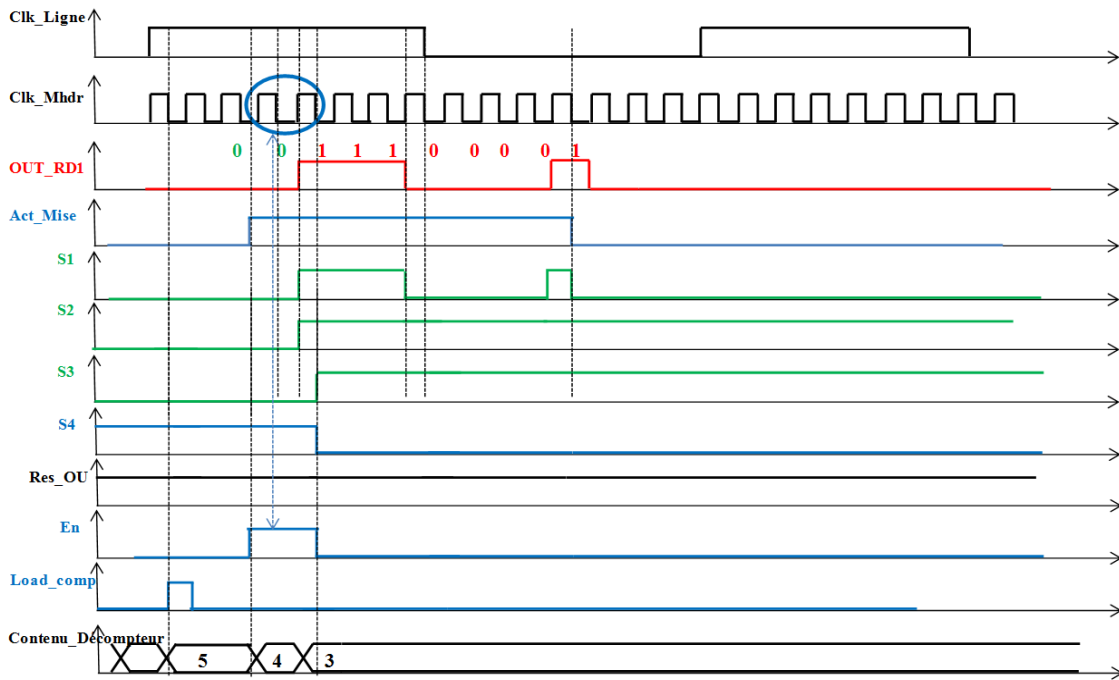 Clk_Ligne
Clk_Mhdr
0 0 1 1 1 0 0 0 0 1
OUT_RD1
Act_Mise
S1
S2
S3
S4
Res_OU
En
Load_comp
Contenu_Décompteur
5 4 3